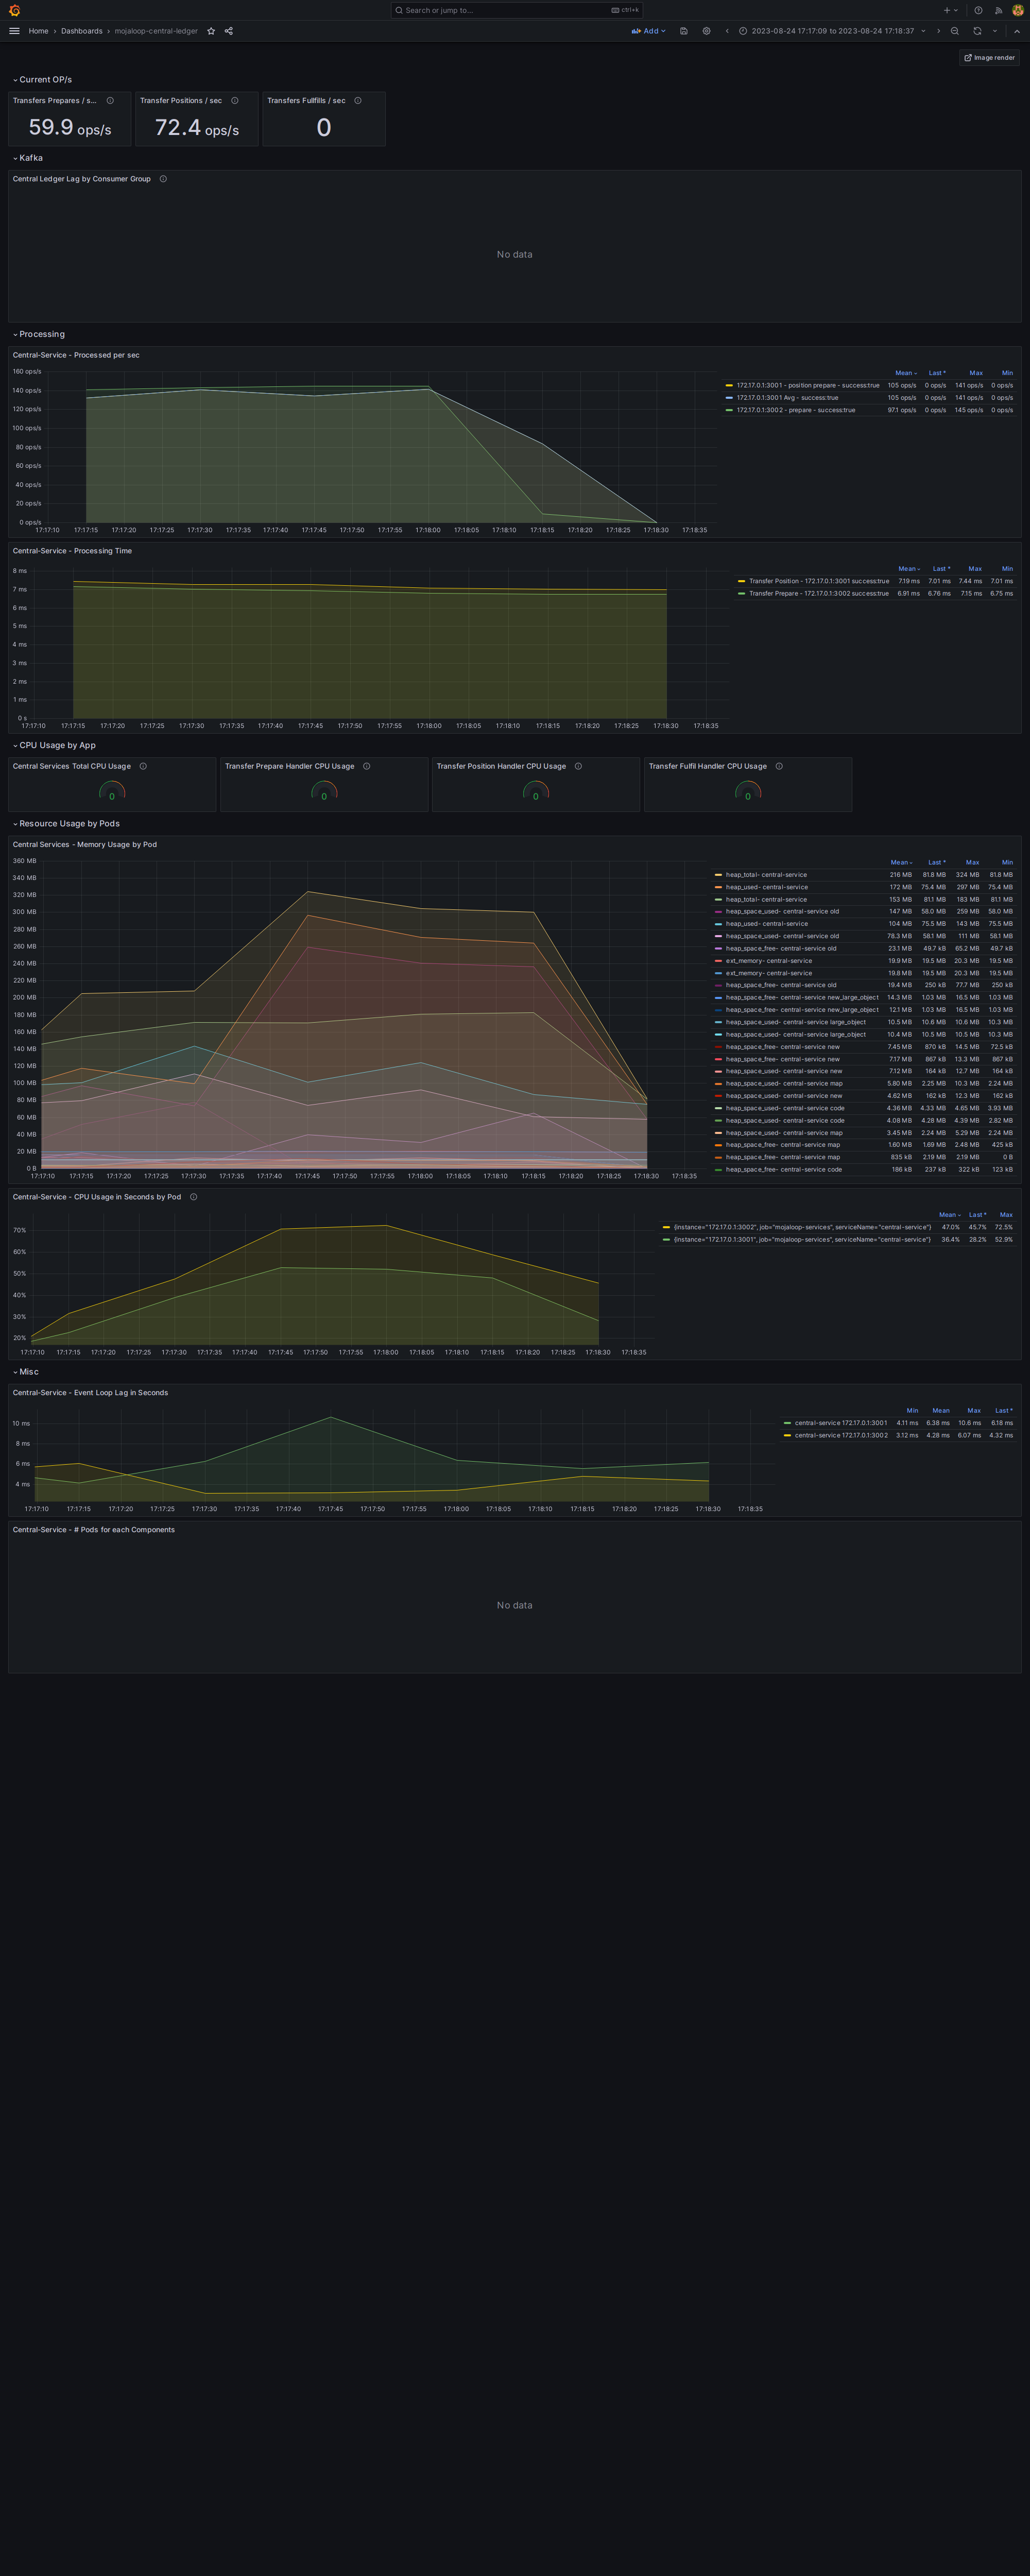 Search or jump to...
ctrl+k
Home › Dashboards › mojaloop-central-ledger
Add
2023-08-24 17:17:09 to 2023-08-24 17:18:37
Image render
Current OP/s
Transfers Prepares / s...
Transfer Positions / sec
Transfers Fullfills / sec
59.9 ops/s
72.4 ops/s
0
Kafka
Central Ledger Lag by Consumer Group
No data
Processing
Central-Service - Processed per sec
160 ops/s
140 ops/s
120 ops/s
100 ops/s
80 ops/s
60 ops/s
40 ops/s
20 ops/s
0 ops/s
17:17:10 17:17:15 17:17:20 17:17:25 17:17:30 17:17:35 17:17:40 17:17:45 17:17:50 17:17:55 17:18:00 17:18:05 17:18:10 17:18:15 17:18:20 17:18:25 17:18:30 17:18:35
Mean Last * Max Min
172.17.0.1:3001 - position prepare - success:true 105 ops/s 0 ops/s 141 ops/s 0 ops/s
172.17.0.1:3001 Avg - success:true 105 ops/s 0 ops/s 141 ops/s 0 ops/s
172.17.0.1:3002 - prepare - success:true 97.1 ops/s 0 ops/s 145 ops/s 0 ops/s
Central-Service - Processing Time
8 ms
7 ms
6 ms
5 ms
4 ms
3 ms
2 ms
1 ms
0 s
17:17:10 17:17:15 17:17:20 17:17:25 17:17:30 17:17:35 17:17:40 17:17:45 17:17:50 17:17:55 17:18:00 17:18:05 17:18:10 17:18:15 17:18:20 17:18:25 17:18:30 17:18:35
Mean Last * Max Min
Transfer Position - 172.17.0.1:3001 success:true 7.19 ms 7.01 ms 7.44 ms 7.01 ms
Transfer Prepare - 172.17.0.1:3002 success:true 6.91 ms 6.76 ms 7.15 ms 6.75 ms
CPU Usage by App
Central Services Total CPU Usage
Transfer Prepare Handler CPU Usage
Transfer Position Handler CPU Usage
Transfer Fulfil Handler CPU Usage
0
0
0
0
Resource Usage by Pods
Central Services - Memory Usage by Pod
360 MB
340 MB
320 MB
300 MB
280 MB
260 MB
240 MB
220 MB
200 MB
180 MB
160 MB
140 MB
120 MB
100 MB
80 MB
60 MB
40 MB
20 MB
0 B
17:17:10 17:17:15 17:17:20 17:17:25 17:17:30 17:17:35 17:17:40 17:17:45 17:17:50 17:17:55 17:18:00 17:18:05 17:18:10 17:18:15 17:18:20 17:18:25 17:18:30 17:18:35
Mean Last * Max Min
heap_total- central-service 216 MB 81.8 MB 324 MB 81.8 MB
heap_used- central-service 172 MB 75.4 MB 297 MB 75.4 MB
heap_total- central-service 153 MB 81.1 MB 183 MB 81.1 MB
heap_space_used- central-service old 147 MB 58.0 MB 259 MB 58.0 MB
heap_used- central-service 104 MB 75.5 MB 143 MB 75.5 MB
heap_space_used- central-service old 78.3 MB 58.1 MB 111 MB 58.1 MB
heap_space_free- central-service old 23.1 MB 49.7 kB 65.2 MB 49.7 kB
ext_memory- central-service 19.9 MB 19.5 MB 20.3 MB 19.5 MB
ext_memory- central-service 19.8 MB 19.5 MB 20.3 MB 19.5 MB
heap_space_free- central-service old 19.4 MB 250 kB 77.7 MB 250 kB
heap_space_free- central-service new_large_object 14.3 MB 1.03 MB 16.5 MB 1.03 MB
heap_space_free- central-service new_large_object 12.1 MB 1.03 MB 16.5 MB 1.03 MB
heap_space_used- central-service large_object 10.5 MB 10.6 MB 10.6 MB 10.3 MB
heap_space_used- central-service large_object 10.4 MB 10.5 MB 10.5 MB 10.3 MB
heap_space_free- central-service new 7.45 MB 870 kB 14.5 MB 72.5 kB
heap_space_free- central-service new 7.17 MB 867 kB 13.3 MB 867 kB
heap_space_used- central-service new 7.12 MB 164 kB 12.7 MB 164 kB
heap_space_used- central-service map 5.80 MB 2.25 MB 10.3 MB 2.24 MB
heap_space_used- central-service new 4.62 MB 162 kB 12.3 MB 162 kB
heap_space_used- central-service code 4.36 MB 4.33 MB 4.65 MB 3.93 MB
heap_space_used- central-service code 4.08 MB 4.28 MB 4.39 MB 2.82 MB
heap_space_used- central-service map 3.45 MB 2.24 MB 5.29 MB 2.24 MB
heap_space_free- central-service map 1.60 MB 1.69 MB 2.48 MB 425 kB
heap_space_free- central-service map 835 kB 2.19 MB 2.19 MB 0 B
heap_space_free- central-service code 186 kB 237 kB 322 kB 123 kB
Central-Service - CPU Usage in Seconds by Pod
70%
60%
50%
40%
30%
20%
17:17:10 17:17:15 17:17:20 17:17:25 17:17:30 17:17:35 17:17:40 17:17:45 17:17:50 17:17:55 17:18:00 17:18:05 17:18:10 17:18:15 17:18:20 17:18:25 17:18:30 17:18:35
Mean Last * Max
{instance="172.17.0.1:3002", job="mojaloop-services", serviceName="central-service"} 47.0% 45.7% 72.5%
{instance="172.17.0.1:3001", job="mojaloop-services", serviceName="central-service"} 36.4% 28.2% 52.9%
Misc
Central-Service - Event Loop Lag in Seconds
10 ms
8 ms
6 ms
4 ms
17:17:10 17:17:15 17:17:20 17:17:25 17:17:30 17:17:35 17:17:40 17:17:45 17:17:50 17:17:55 17:18:00 17:18:05 17:18:10 17:18:15 17:18:20 17:18:25 17:18:30 17:18:35
Min Mean Max Last *
central-service 172.17.0.1:3001 4.11 ms 6.38 ms 10.6 ms 6.18 ms
central-service 172.17.0.1:3002 3.12 ms 4.28 ms 6.07 ms 4.32 ms
Central-Service - # Pods for each Components
No data